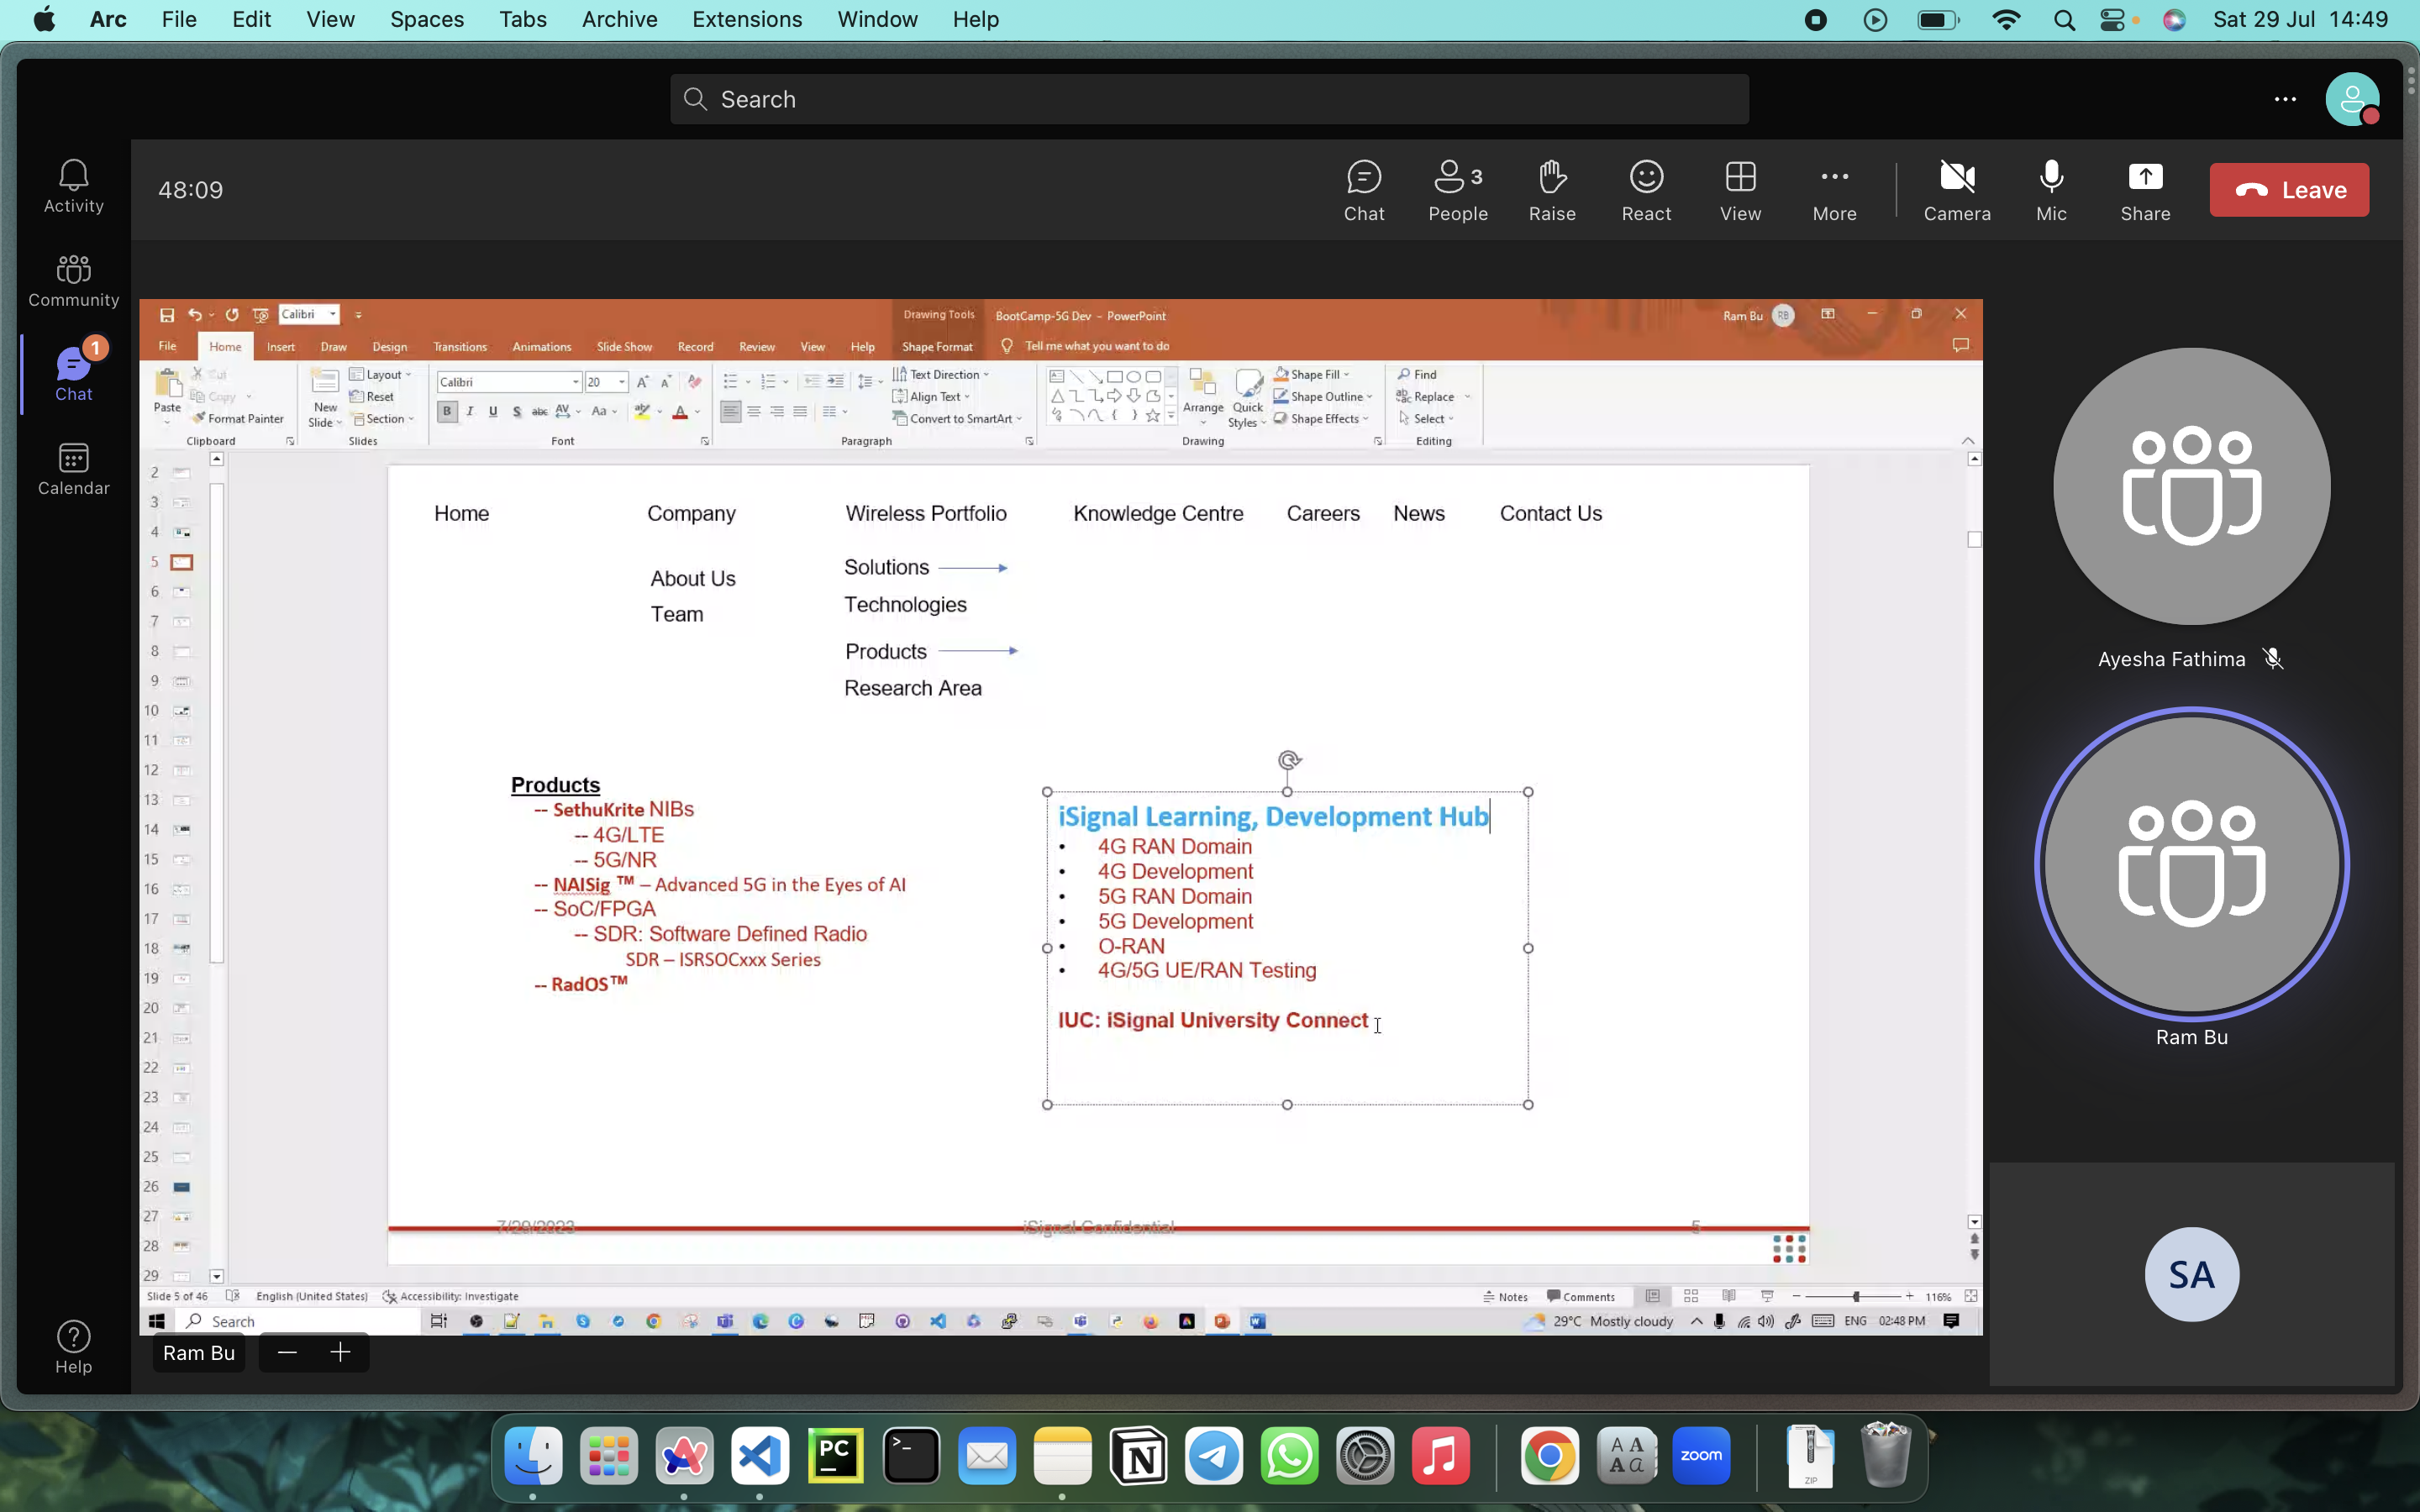 Arc File Edit View Spaces Tabs Archive Extensions Window Help Sat 29 Jul 14:49
Search
Activity
Community
1
Chat
Calendar
Help
48:09
Chat
People 3
Raise
React
View
More
Camera
Mic
Share
Leave
Calibri
Drawing Tools
BootCamp-5G Dev - PowerPoint
Ram Bu RB
File Home Insert Draw Design Transitions Animations Slide Show Record Review View Help Shape Format Tell me what you want to do
Paste
Cut
Copy
Format Painter
Clipboard
New Slide
Layout
Reset
Section
Slides
Calibri 20
B I U S abc AV Aa A
Font
Text Direction
Align Text
Convert to SmartArt
Paragraph
Arrange
Quick Styles
Shape Fill
Shape Outline
Shape Effects
Drawing
Find
Replace
Select
Editing
2
3
4
5
6
7
8
9
10
11
12
13
14
15
16
17
18
19
20
21
22
23
24
25
26
27
28
29
Home Company Wireless Portfolio Knowledge Centre Careers News Contact Us
About Us
Team
Solutions
Technologies
Products
Research Area
Products
-- SethuKrite NIBs
-- 4G/LTE
-- 5G/NR
-- NAISig ™ – Advanced 5G in the Eyes of AI
-- SoC/FPGA
-- SDR: Software Defined Radio
SDR – ISRSOCxxx Series
-- RadOS™
iSignal Learning, Development Hub
• 4G RAN Domain
• 4G Development
• 5G RAN Domain
• 5G Development
• O-RAN
• 4G/5G UE/RAN Testing
IUC: iSignal University Connect
7/29/2023 iSignal Confidential 5
Slide 5 of 46 English (United States) Accessibility: Investigate Notes Comments 116%
Search 29°C Mostly cloudy ENG 02:48 PM
Ram Bu
Ayesha Fathima
Ram Bu
SA
PC
zoom
ZIP